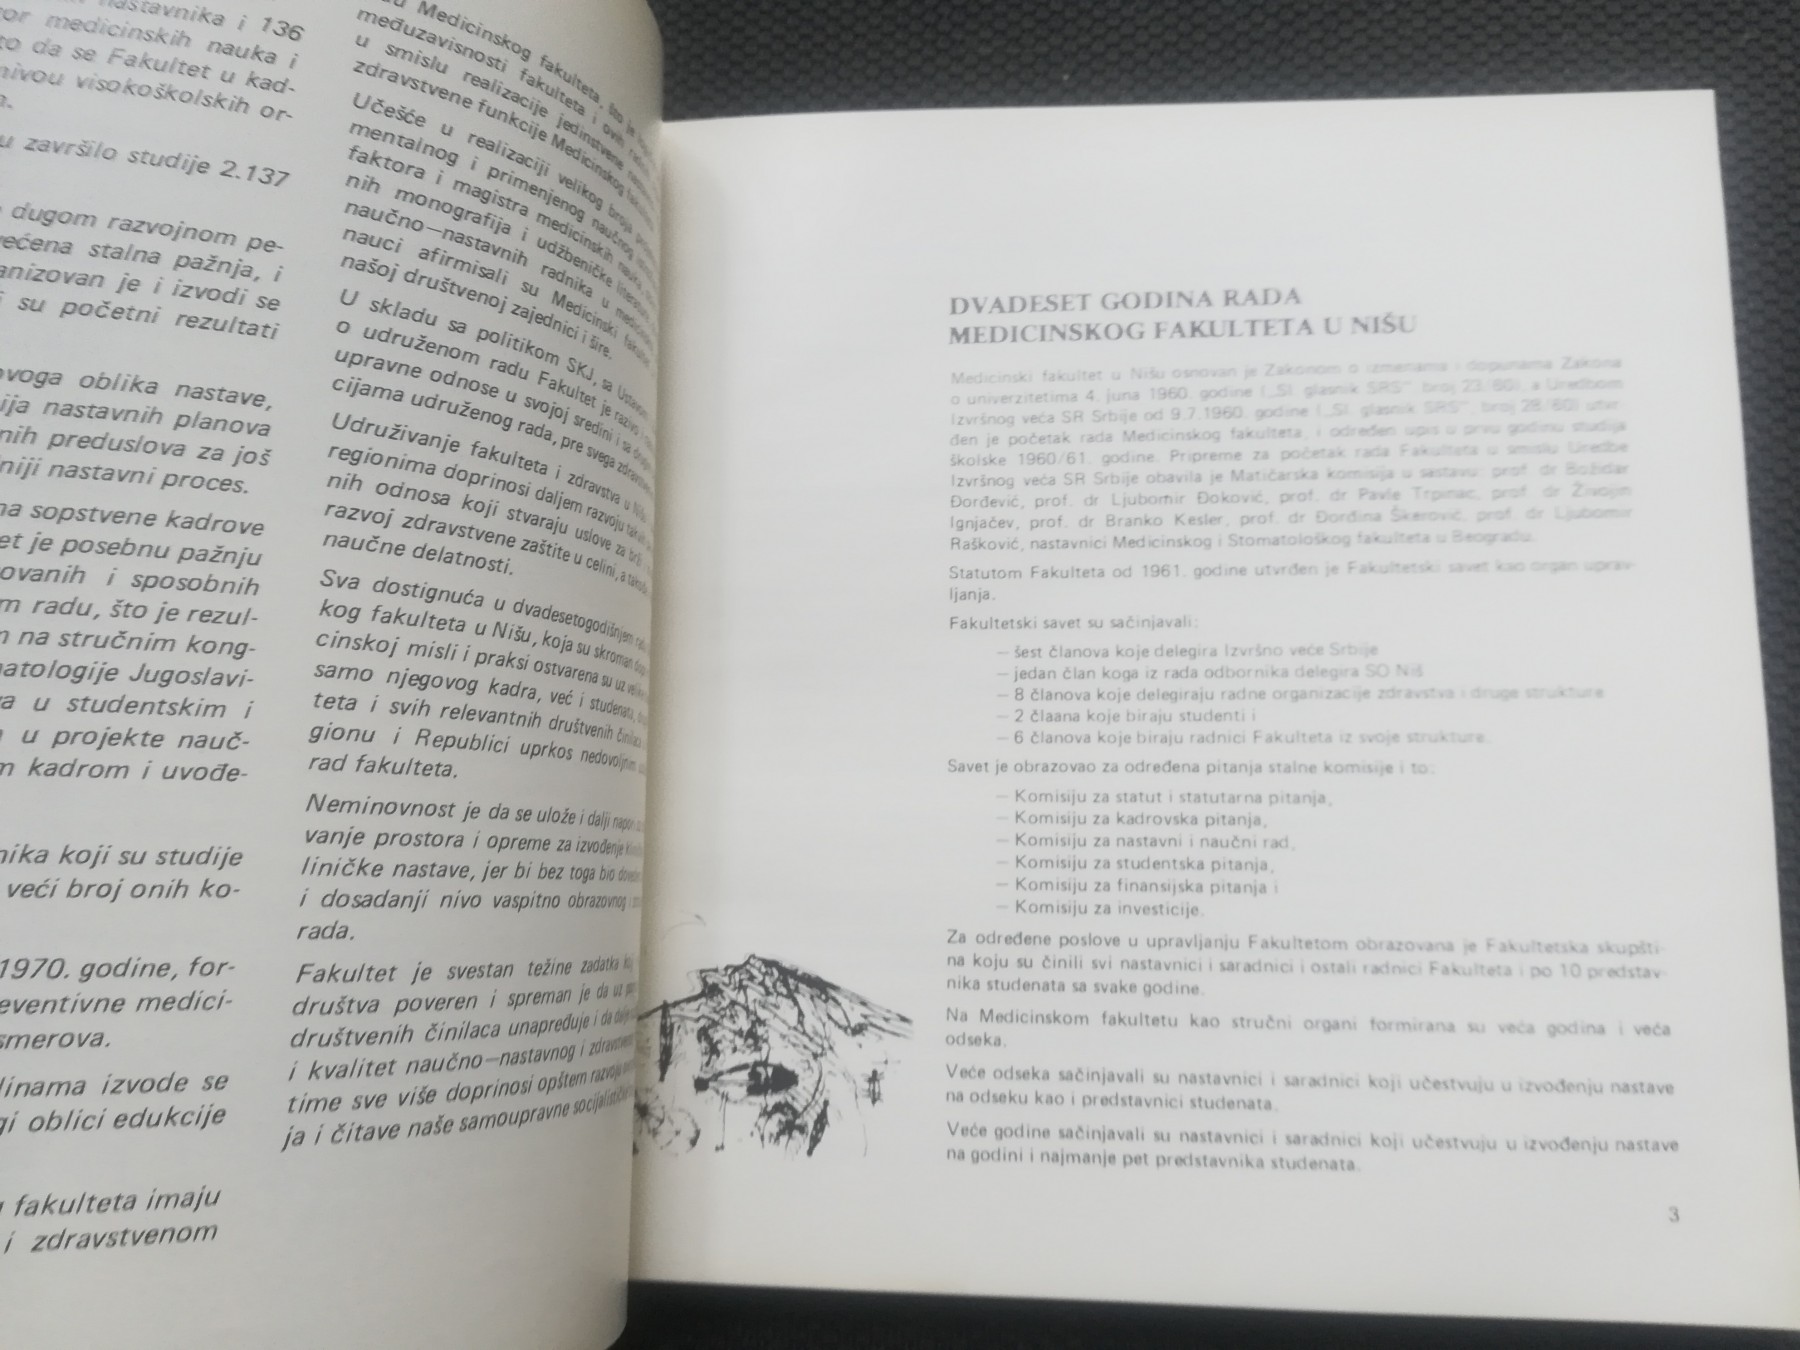 nastavnika i 136
or medicinskih nauka i
to da se Fakultet u kad-
nivou visokoškolskih or-
m.
u završilo studije 2.137
dugom razvojnom pe-
većena stalna pažnja, i
anizovan je i izvodi se
i su početni rezultati
ovoga oblika nastave,
ija nastavnih planova
nih preduslova za još
niji nastavni proces.
na sopstvene kadrove
et je posebnu pažnju
ovanih i sposobnih
m radu, što je rezul-
m na stručnim kong-
matologije Jugoslavi-
va u studentskim i
u projekte nauč-
m kadrom i uvođe-
nika koji su studije
veći broj onih ko-
1970. godine, for-
eventivne medici-
smerova.
dinama izvode se
gi oblici edukcije
fakulteta imaju
i zdravstvenom
Medicinskog fakulteta, što je
međuzavisnosti fakulteta i ovih
u smislu realizacije jedinstvene
zdravstvene funkcije Medicinskog
Učešće u realizaciji velikog broja
mentalnog i primenjenog naučnog
faktora i magistra medicinskih nauka,
nih monografija i udžbeničke literature
naučno—nastavnih radnika u
nauci afirmisali su Medicinski fakultet
našoj društvenoj zajednici i šire.
U skladu sa politikom SKJ, sa Ustavom
o udruženom radu Fakultet je razvio
upravne odnose u svojoj sredini i sa
cijama udruženog rada, pre svega
Udruživanje fakulteta i zdravstva u Nišu
regionima doprinosi daljem razvoju
nih odnosa koji stvaraju uslove za brži
razvoj zdravstvene zaštite u celini, a
naučne delatnosti.
Sva dostignuća u dvadesetogodišnjem
kog fakulteta u Nišu, koja su skroman
cinskoj misli i praksi ostvarena su uz
samo njegovog kadra, već i studenata,
teta i svih relevantnih društvenih činilaca
gionu i Republici uprkos nedovoljnim
rad fakulteta.
Neminovnost je da se ulože i dalji napori
vanje prostora i opreme za izvođenje
liničke nastave, jer bi bez toga bio
i dosadanji nivo vaspitno obrazovnog i
rada.
Fakultet je svestan težine zadatka
društva poveren i spreman je da uz
društvenih činilaca unapređuje i da dalje
i kvalitet naučno—nastavnog i
time sve više doprinosi opštem razvoju
ja i čitave naše samoupravne
DVADESET GODINA RADA
MEDICINSKOG FAKULTETA U NIŠU
Medicinski fakultet u Nišu osnovan je Zakonom o izmenama i dopunama Zakona
o univerzitetima 4. juna 1960. godine („Sl. glasnik SRS", broj 23/60), a Uredbom
Izvršnog veća SR Srbije od 9.7.1960. godine („Sl. glasnik SRS", broj 28/60) utvr-
đen je početak rada Medicinskog fakulteta, i određen upis u prvu godinu studija
školske 1960/61. godine. Pripreme za početak rada Fakulteta u smislu Uredbe
Izvršnog veća SR Srbije obavila je Matičarska komisija u sastavu: prof. dr Božidar
Đorđević, prof. dr Ljubomir Đoković, prof. dr Pavle Trpinac, prof. dr Živojin
Ignjačev, prof. dr Branko Kesler, prof. dr Đorđina Škerović, prof. dr Ljubomir
Rašković, nastavnici Medicinskog i Stomatološkog fakulteta u Beogradu.
Statutom Fakulteta od 1961. godine utvrđen je Fakultetski savet kao organ uprav-
ljanja.
Fakultetski savet su sačinjavali:
— šest članova koje delegira Izvršno veće Srbije
— jedan član koga iz rada odbornika delegira SO Niš
— 8 članova koje delegiraju radne organizacije zdravstva i druge strukture
— 2 člaana koje biraju studenti i
— 6 članova koje biraju radnici Fakulteta iz svoje strukture.
Savet je obrazovao za određena pitanja stalne komisije i to:
— Komisiju za statut i statutarna pitanja,
— Komisiju za kadrovska pitanja,
— Komisiju za nastavni i naučni rad,
— Komisiju za studentska pitanja,
— Komisiju za finansijska pitanja i
— Komisiju za investicije.
Za određene poslove u upravljanju Fakultetom obrazovana je Fakultetska skupšti-
na koju su činili svi nastavnici i saradnici i ostali radnici Fakulteta i po 10 predstav-
nika studenata sa svake godine.
Na Medicinskom fakultetu kao stručni organi formirana su veća godina i veća
odseka.
Veće odseka sačinjavali su nastavnici i saradnici koji učestvuju u izvođenju nastave
na odseku kao i predstavnici studenata.
Veće godine sačinjavali su nastavnici i saradnici koji učestvuju u izvođenju nastave
na godini i najmanje pet predstavnika studenata.
3